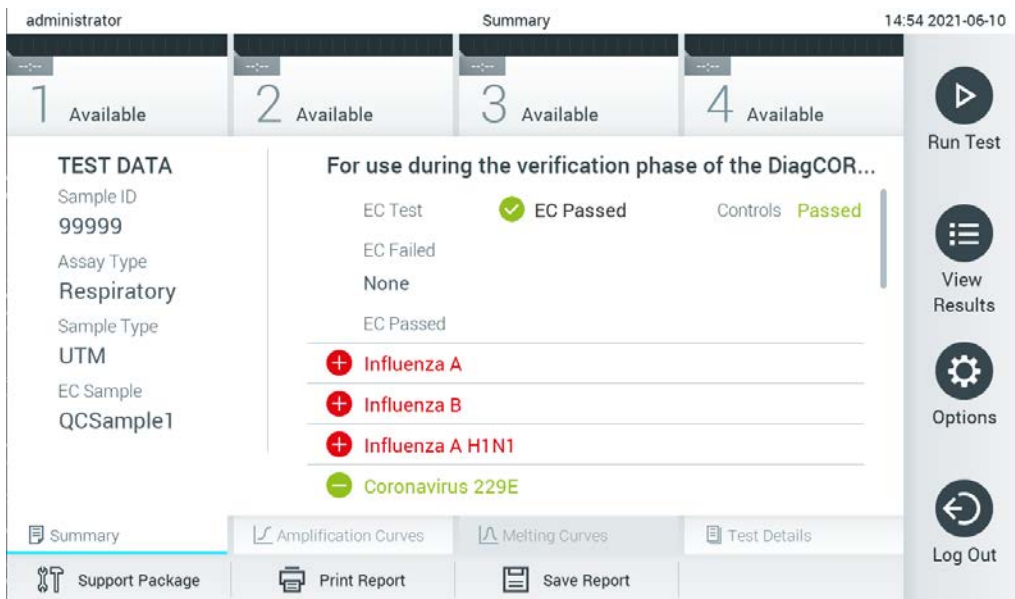 administrator
Summary
14:54 2021-06-10
--:--
1 Available
--:--
2 Available
--:--
3 Available
--:--
4 Available
TEST DATA
Sample ID
99999
Assay Type
Respiratory
Sample Type
UTM
EC Sample
QCSample1
For use during the verification phase of the DiagCOR...
EC Test EC Passed Controls Passed
EC Failed
None
EC Passed
Influenza A
Influenza B
Influenza A H1N1
Coronavirus 229E
Run Test
View
Results
Options
Log Out
Summary
Amplification Curves
Melting Curves
Test Details
Support Package
Print Report
Save Report